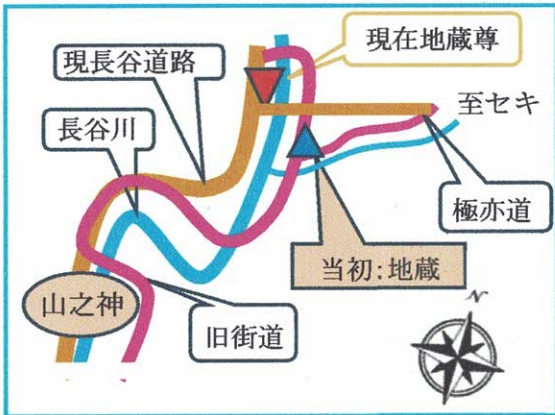 現在地蔵尊
現長谷道路
至セキ
長谷川
極亦道
当初:地蔵
山之神
旧街道
N